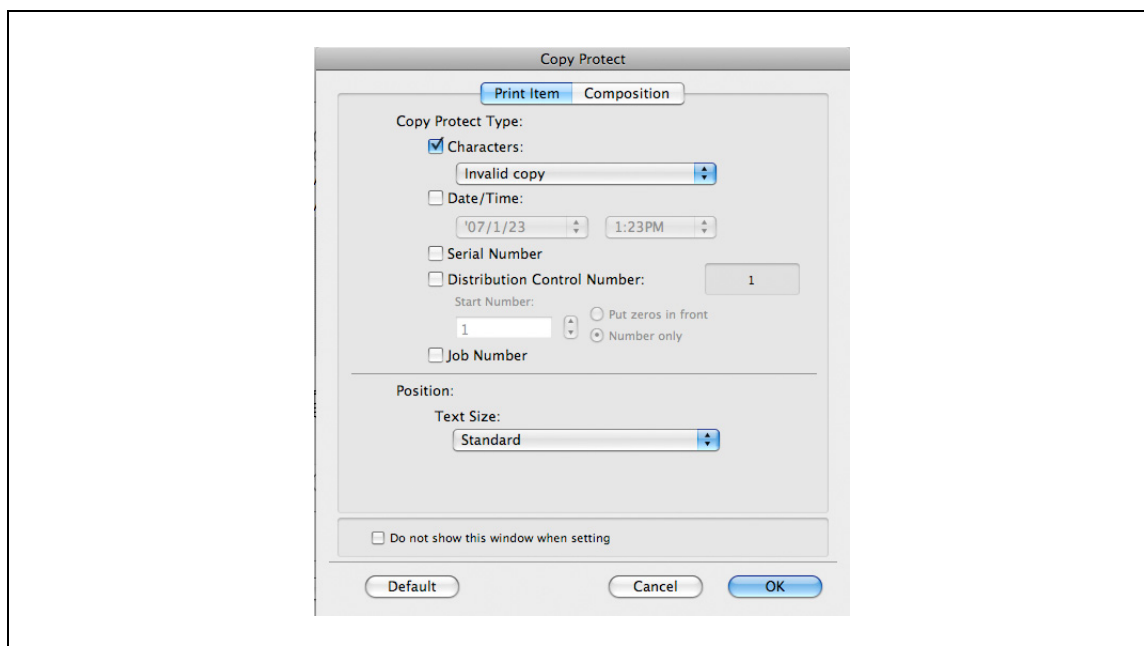 Copy Protect
Print Item Composition
Copy Protect Type:
Characters:
Invalid copy
Date/Time:
'07/1/23 1:23PM
Serial Number
Distribution Control Number: 1
Start Number:
Put zeros in front
1
Number only
Job Number
Position:
Text Size:
Standard
Do not show this window when setting
Default Cancel OK